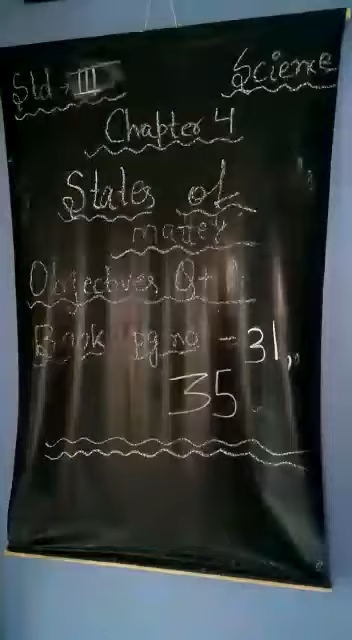 Std - III
Science
Chapter 4
States of
matter
Objectives Q+
Book pg no - 31,,
35